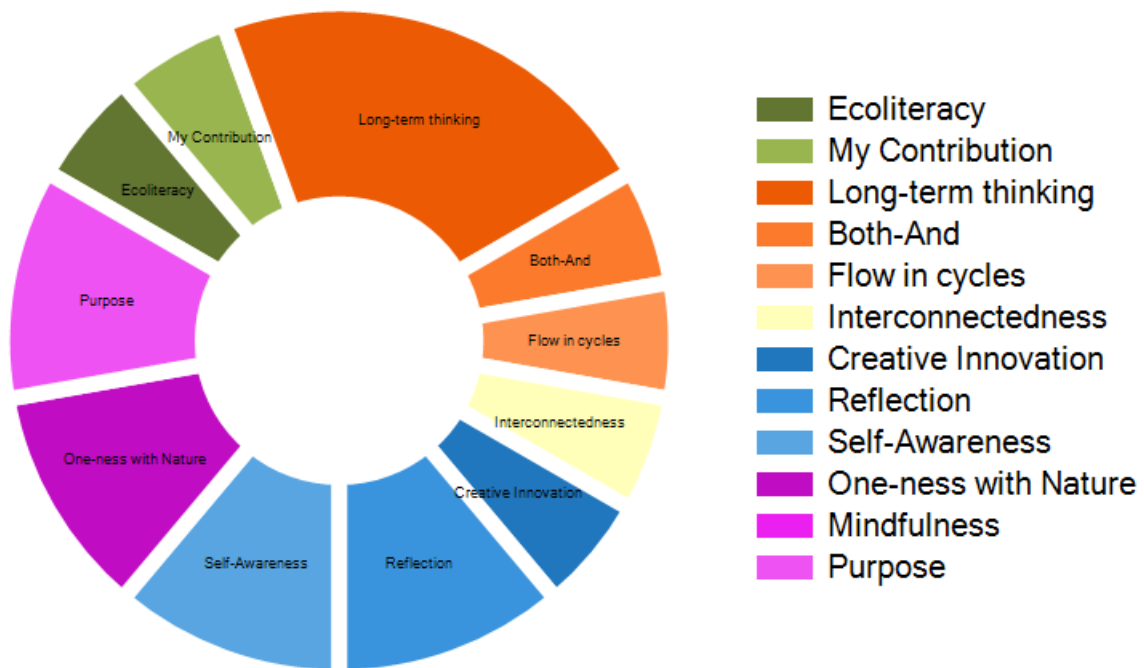 Long-term thinking
My Contribution
Ecoliteracy
Both-And
Purpose
Flow in cycles
Interconnectedness
One-ness with Nature
Creative Innovation
Self-Awareness
Reflection
Ecoliteracy
My Contribution
Long-term thinking
Both-And
Flow in cycles
Interconnectedness
Creative Innovation
Reflection
Self-Awareness
One-ness with Nature
Mindfulness
Purpose